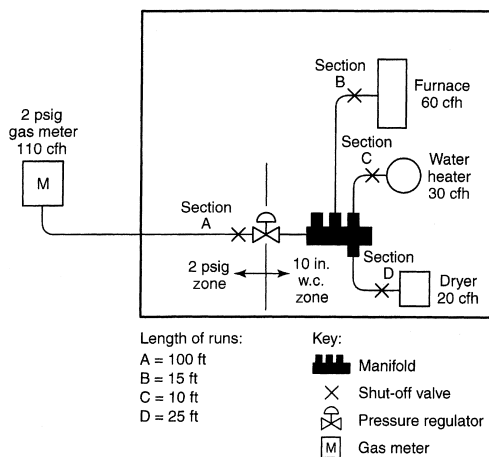 2 psig
gas meter
110 cfh
M
Section
A
2 psig
zone
10 in.
w.c.
zone
Section
B
Furnace
60 cfh
Section
C
Water
heater
30 cfh
Section
D
Dryer
20 cfh
Length of runs:
A = 100 ft
B = 15 ft
C = 10 ft
D = 25 ft
Key:
Manifold
Shut-off valve
Pressure regulator
M
Gas meter